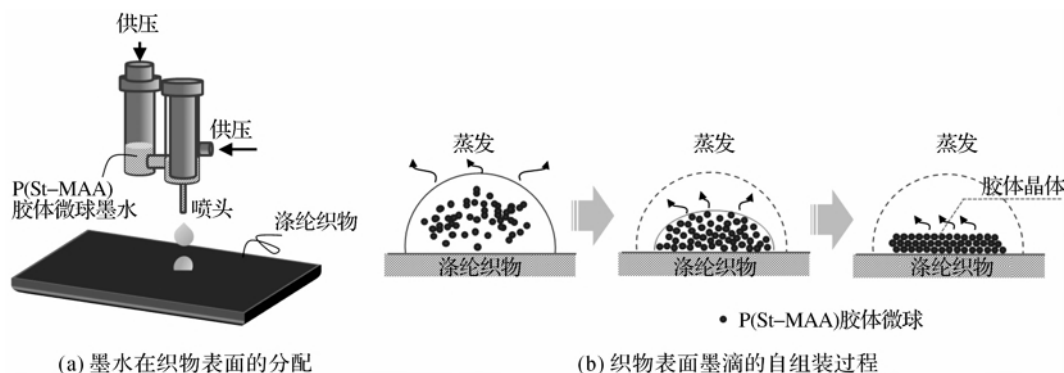 供压
供压
P(St-MAA)
胶体微球墨水
喷头
涤纶织物
蒸发
蒸发
蒸发
胶体晶体
涤纶织物
涤纶织物
涤纶织物
P(St-MAA)胶体微球
(a) 墨水在织物表面的分配
(b) 织物表面墨滴的自组装过程